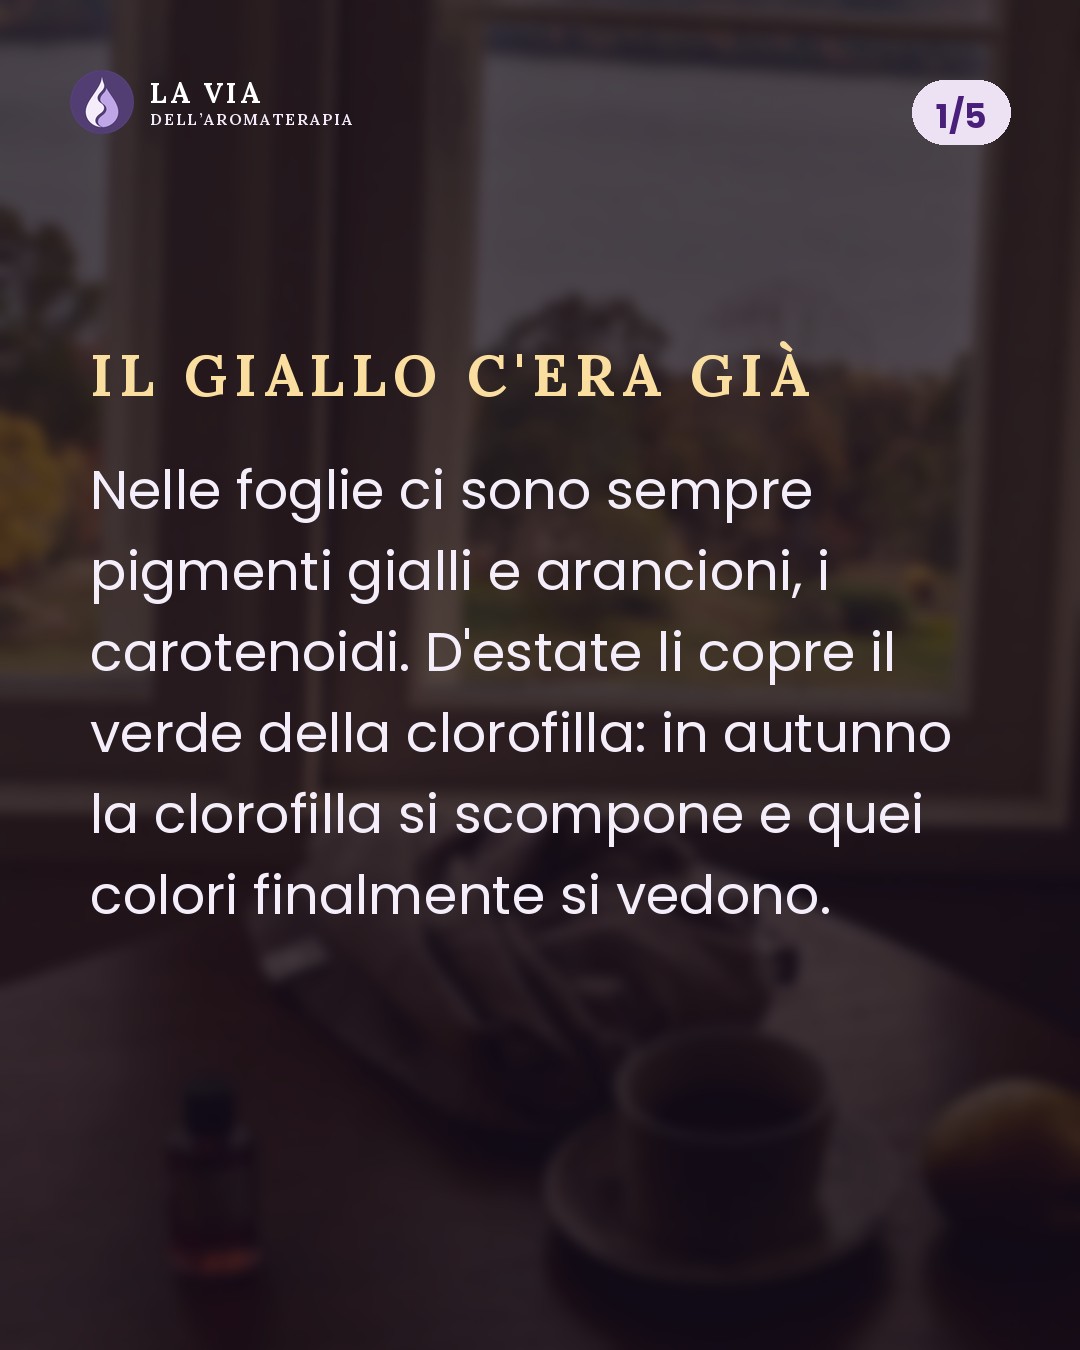 LA VIA
DELL'AROMATERAPIA
1/5
IL GIALLO C'ERA GIÀ
Nelle foglie ci sono sempre
pigmenti gialli e arancioni, i
carotenoidi. D'estate li copre il
verde della clorofilla: in autunno
la clorofilla si scompone e quei
colori finalmente si vedono.